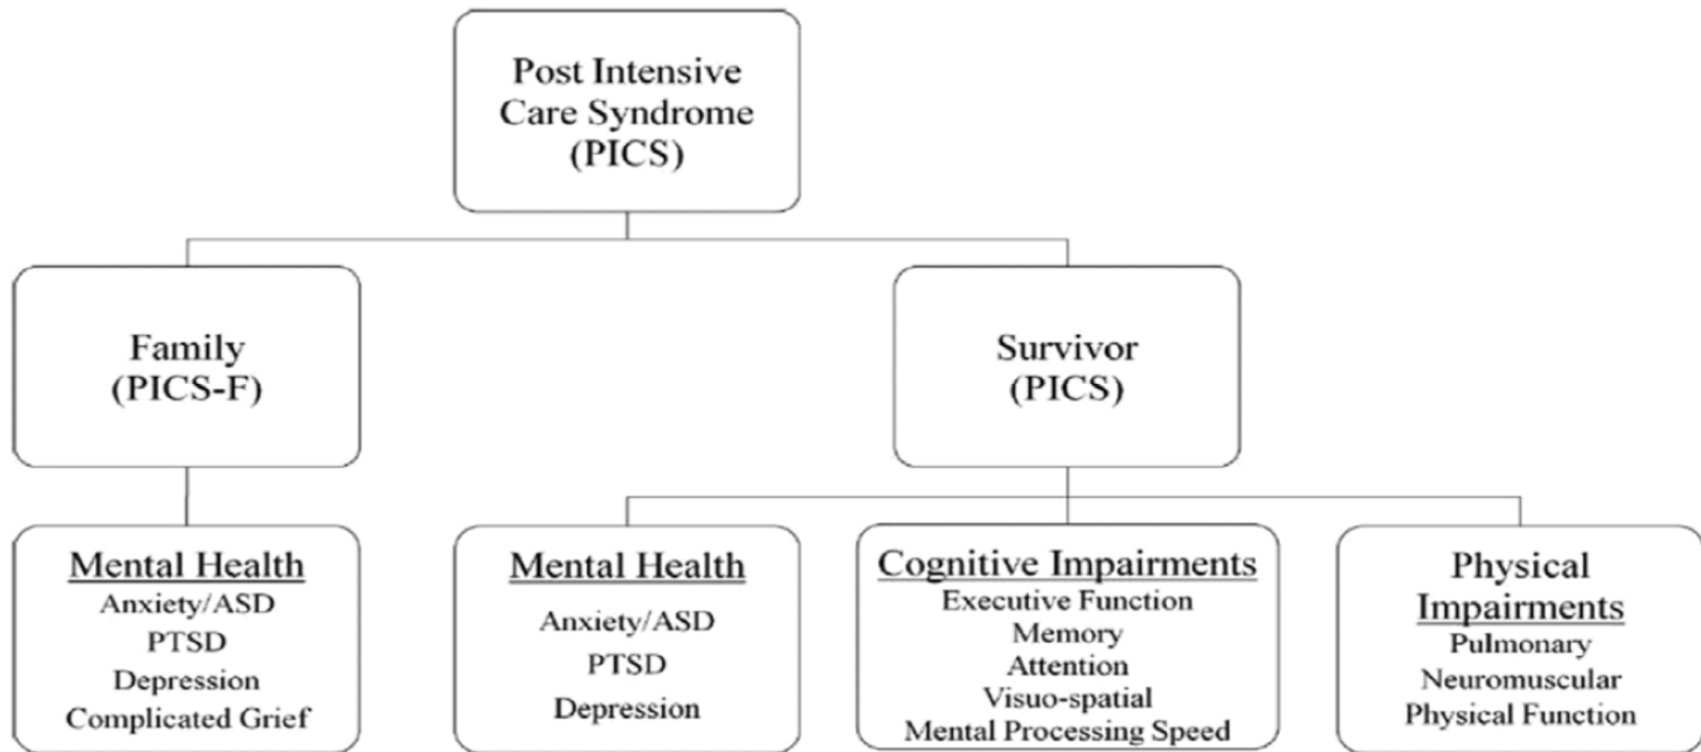 Post Intensive
Care Syndrome
(PICS)
Family
(PICS-F)
Survivor
(PICS)
Mental Health
Anxiety/ASD
PTSD
Depression
Complicated Grief
Mental Health
Anxiety/ASD
PTSD
Depression
Cognitive Impairments
Executive Function
Memory
Attention
Visuo-spatial
Mental Processing Speed
Physical
Impairments
Pulmonary
Neuromuscular
Physical Function